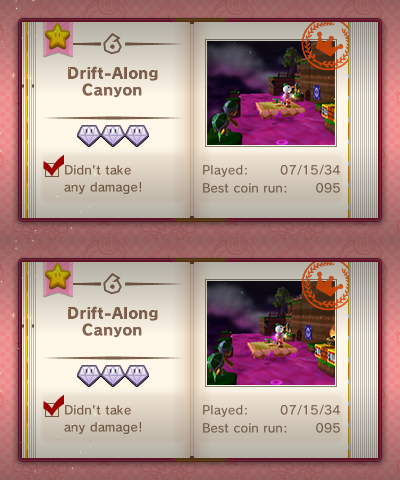 6
Drift-Along
Canyon
Didn't take
any damage!
Played: 07/15/34
Best coin run: 095
6
Drift-Along
Canyon
Didn't take
any damage!
Played: 07/15/34
Best coin run: 095